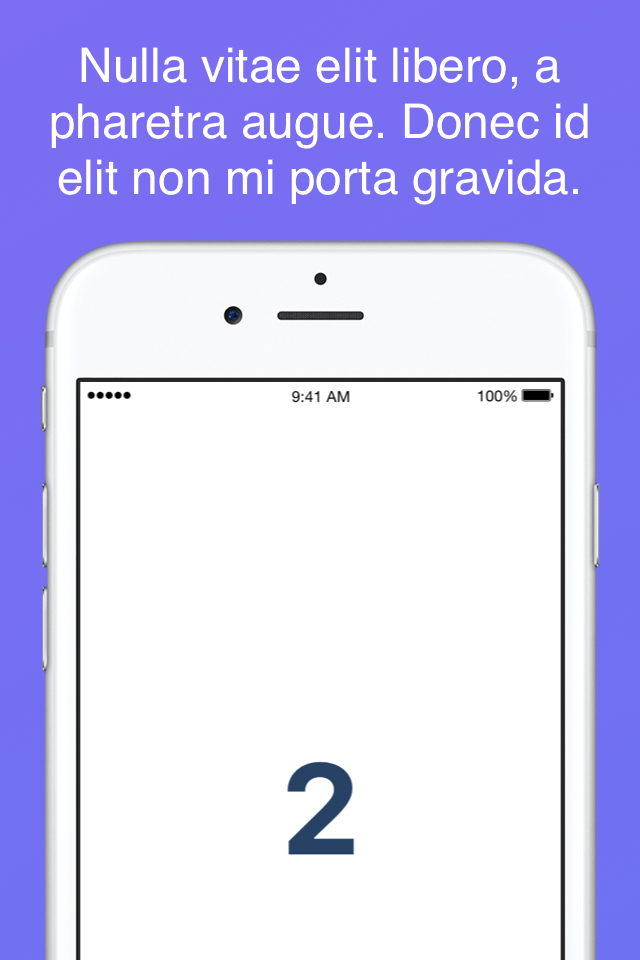 Nulla vitae elit libero, a
pharetra augue. Donec id
elit non mi porta gravida.
9:41 AM
100%
2